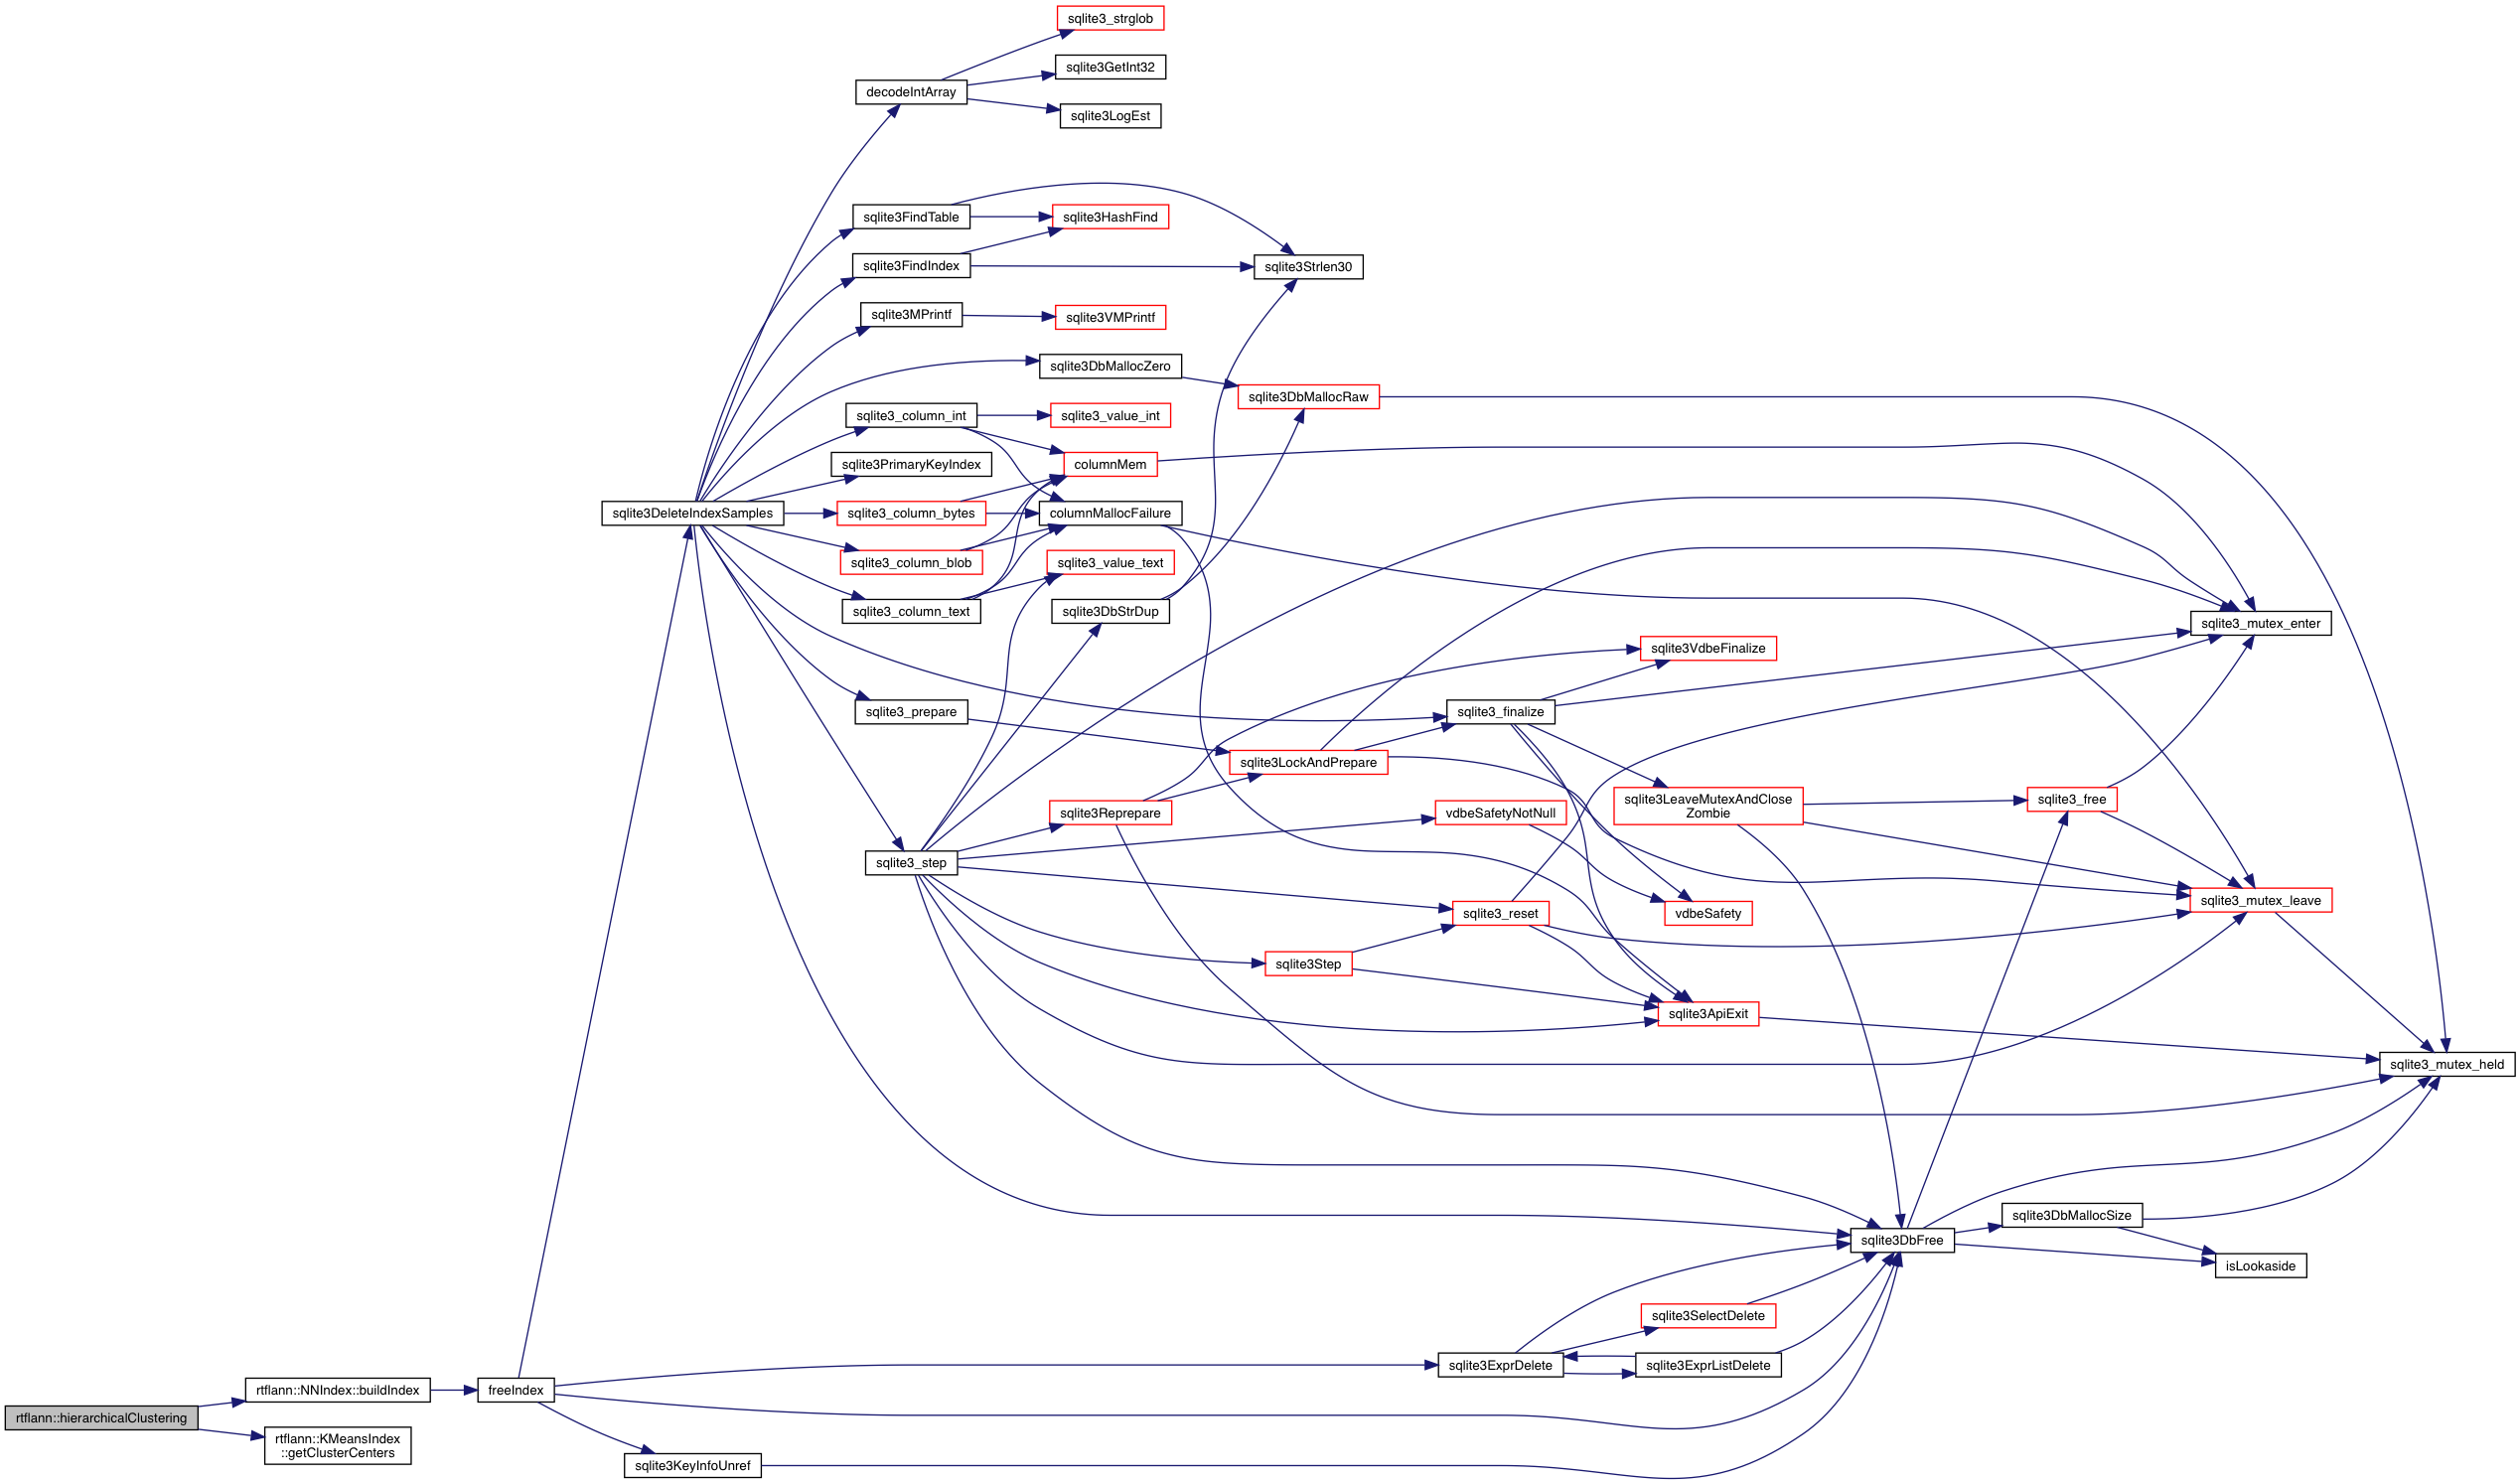 sqlite3_strglob
sqlite3GetInt32
decodeIntArray
sqlite3LogEst
sqlite3FindTable
sqlite3HashFind
sqlite3FindIndex
sqlite3Strlen30
sqlite3MPrintf
sqlite3VMPrintf
sqlite3DbMallocZero
sqlite3DbMallocRaw
sqlite3_column_int
sqlite3_value_int
sqlite3PrimaryKeyIndex
columnMem
sqlite3DeleteIndexSamples
sqlite3_column_bytes
columnMallocFailure
sqlite3_column_blob
sqlite3_value_text
sqlite3_column_text
sqlite3DbStrDup
sqlite3_mutex_enter
sqlite3VdbeFinalize
sqlite3_prepare
sqlite3_finalize
sqlite3LockAndPrepare
sqlite3LeaveMutexAndClose
Zombie
sqlite3_free
sqlite3Reprepare
vdbeSafetyNotNull
sqlite3_step
sqlite3_mutex_leave
sqlite3_reset
vdbeSafety
sqlite3Step
sqlite3ApiExit
sqlite3_mutex_held
sqlite3DbMallocSize
sqlite3DbFree
isLookaside
sqlite3SelectDelete
sqlite3ExprDelete
sqlite3ExprListDelete
rtflann::NNIndex::buildIndex
freeIndex
rtflann::hierarchicalClustering
rtflann::KMeansIndex
::getClusterCenters
sqlite3KeyInfoUnref